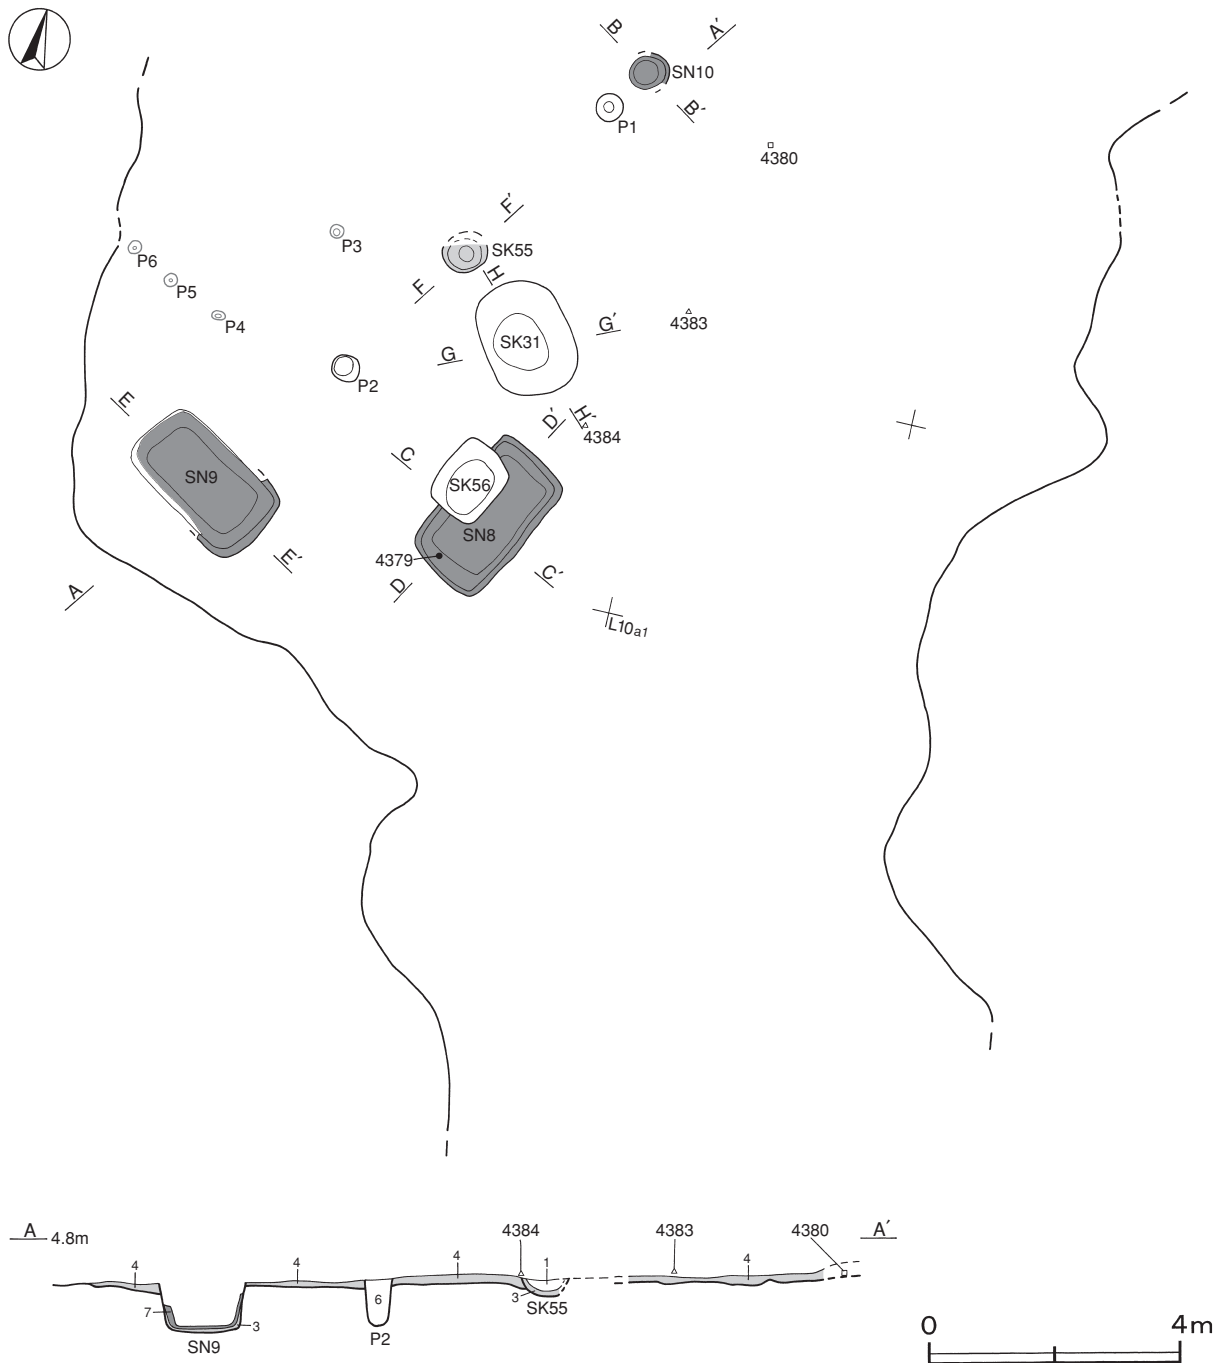 B
A′
SN10
B′
P1
4380
F′
P3
SK55
P6
H
P5
F
P4
4383
G′
SK31
G
P2
D′
H′
E
4384
C
SN9
SK56
SN8
4379
E′
C′
A
D
L10a1
A 4.8m
4384
4383
4380
A′
4
4
4
1
4
6
7
3
3
SK55
SN9
P2
0
4m